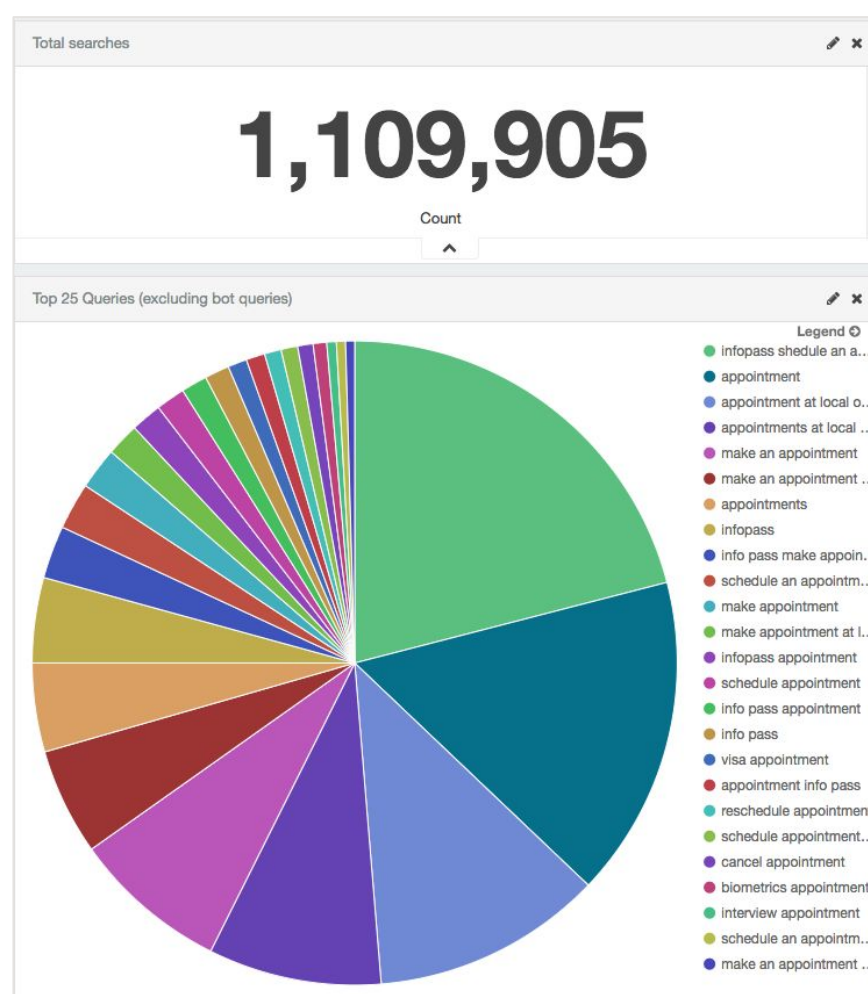 Total searches
1,109,905
Count
Top 25 Queries (excluding bot queries)
Legend
infopass shedule an a...
appointment
appointment at local o...
appointments at local ...
make an appointment
make an appointment ...
appointments
infopass
info pass make appoin...
schedule an appointm...
make appointment
make appointment at l...
infopass appointment
schedule appointment
info pass appointment
info pass
visa appointment
appointment info pass
reschedule appointmen
schedule appointment...
cancel appointment
biometrics appointment
interview appointment
schedule an appointm...
make an appointment ...